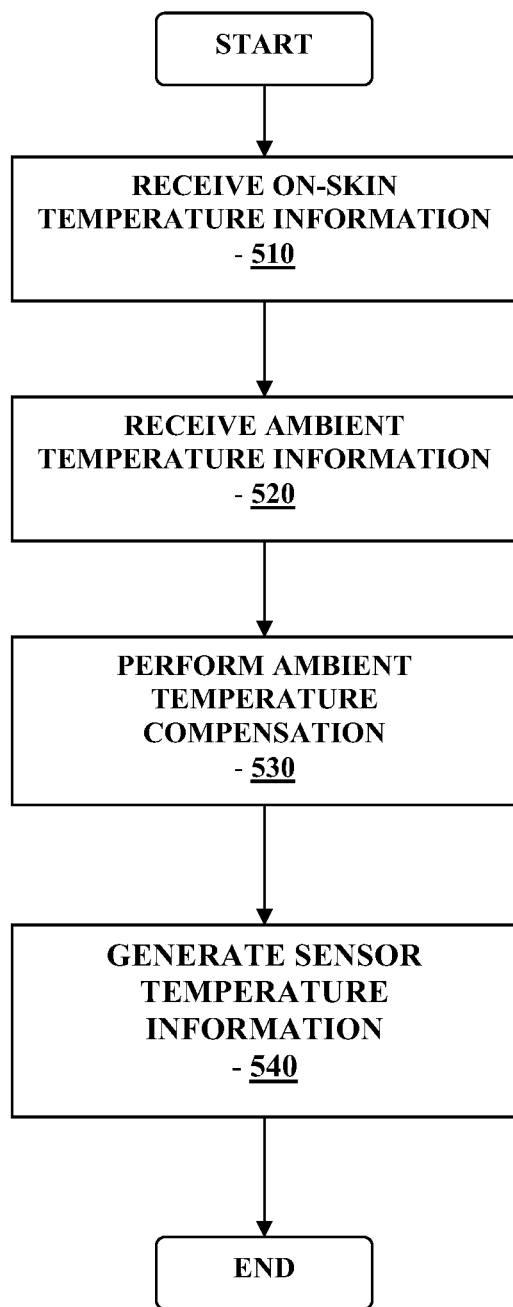 START
RECEIVE ON-SKIN
TEMPERATURE INFORMATION
- 510
RECEIVE AMBIENT
TEMPERATURE INFORMATION
- 520
PERFORM AMBIENT
TEMPERATURE
COMPENSATION
- 530
GENERATE SENSOR
TEMPERATURE
INFORMATION
- 540
END